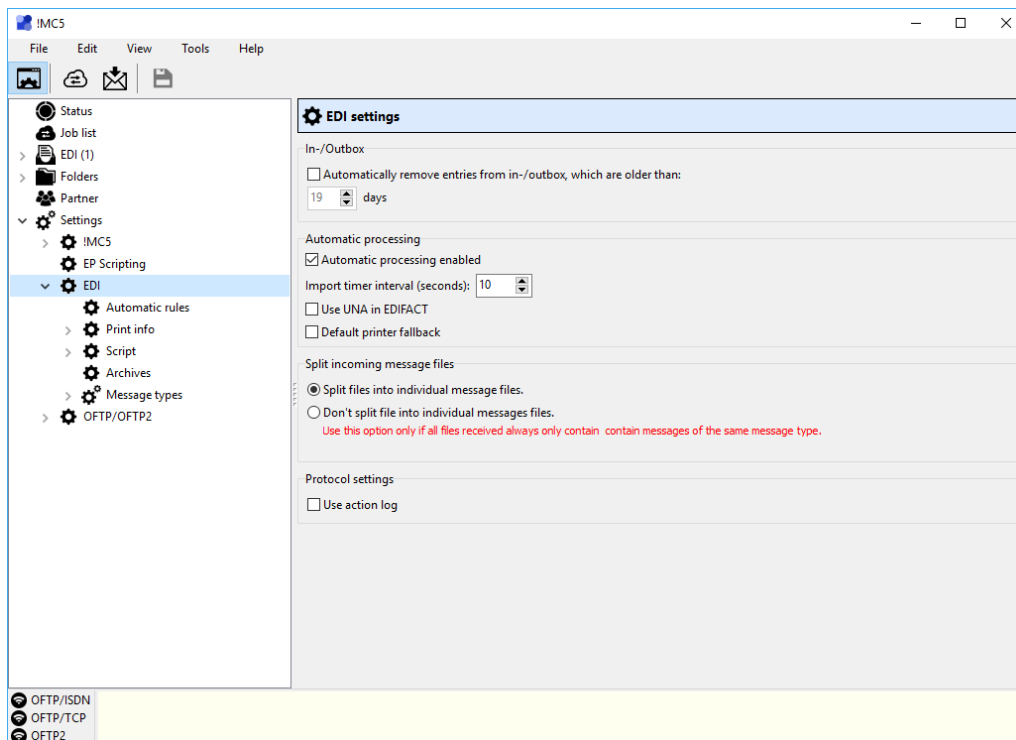 !MC5
File Edit View Tools Help
Status
Job list
EDI (1)
Folders
Partner
Settings
!MC5
EP Scripting
EDI
Automatic rules
Print info
Script
Archives
Message types
OFTP/OFTP2
EDI settings
In-/Outbox
Automatically remove entries from in-/outbox, which are older than:
19 days
Automatic processing
Automatic processing enabled
Import timer interval (seconds): 10
Use UNA in EDIFACT
Default printer fallback
Split incoming message files
Split files into individual message files.
Don't split file into individual messages files.
Use this option only if all files received always only contain contain messages of the same message type.
Protocol settings
Use action log
OFTP/ISDN
OFTP/TCP
OFTP2